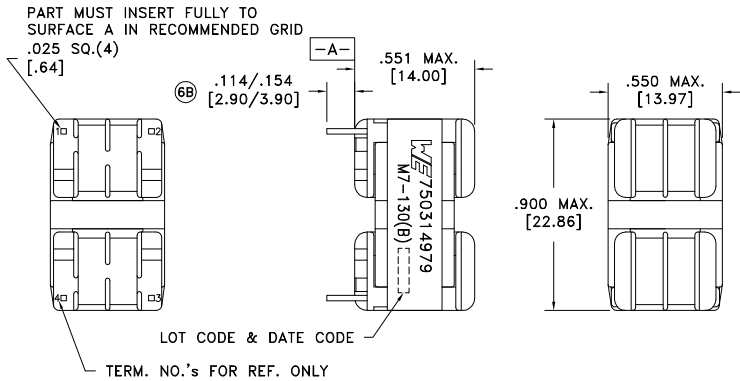 PART MUST INSERT FULLY TO
SURFACE A IN RECOMMENDED GRID
.025 SQ.(4)
[.64]
-A-
.551 MAX.
[14.00]
6B
.114/.154
[2.90/3.90]
.550 MAX.
[13.97]
1
2
WE750314979
M7-130(B)
.900 MAX.
[22.86]
4
3
LOT CODE & DATE CODE
TERM. NO.'s FOR REF. ONLY